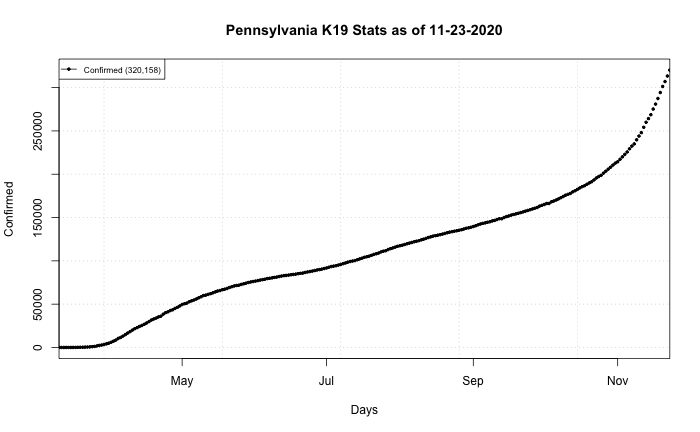 Pennsylvania K19 Stats as of 11-23-2020
Confirmed (320,158)
Confirmed
250000
150000
50000
0
May
Jul
Sep
Nov
Days